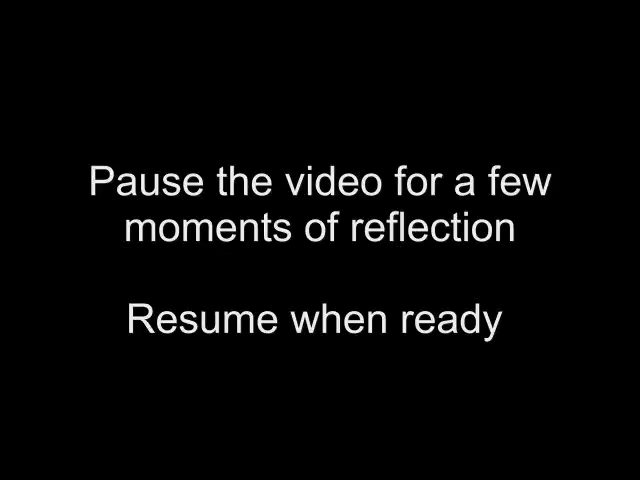 Pause the video for a few
moments of reflection
Resume when ready